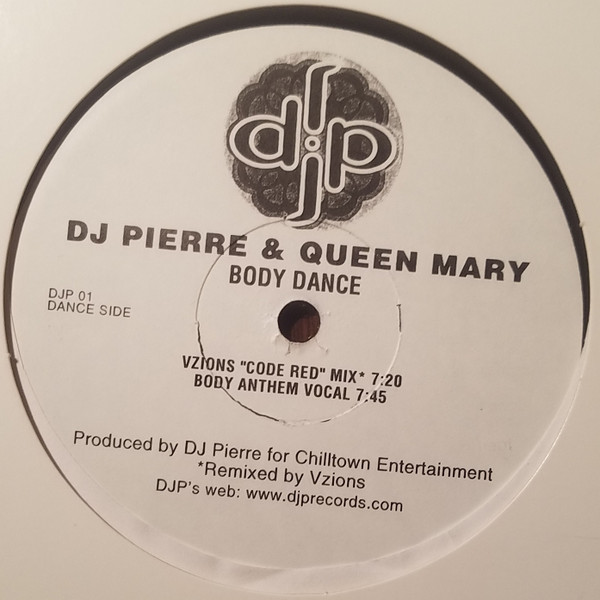 djp
DJ PIERRE & QUEEN MARY
BODY DANCE
DJP 01
DANCE SIDE
VZIONS "CODE RED" MIX* 7:20
BODY ANTHEM VOCAL 7:45
Produced by DJ Pierre for Chilltown Entertainment
*Remixed by Vzions
DJP's web: www.djprecords.com